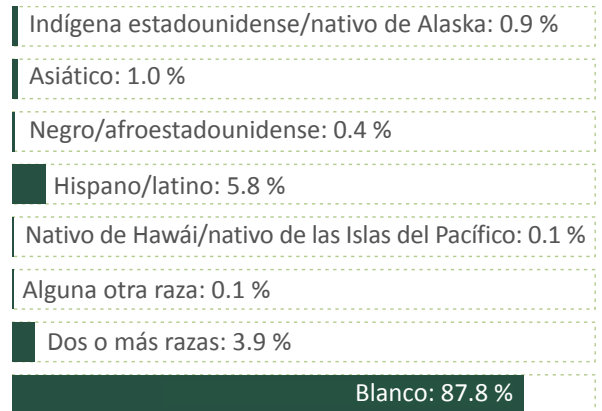 Indígena estadounidense/nativo de Alaska: 0.9 %
Asiático: 1.0 %
Negro/afroestadounidense: 0.4 %
Hispano/latino: 5.8 %
Nativo de Hawái/nativo de las Islas del Pacífico: 0.1 %
Alguna otra raza: 0.1 %
Dos o más razas: 3.9 %
Blanco: 87.8 %